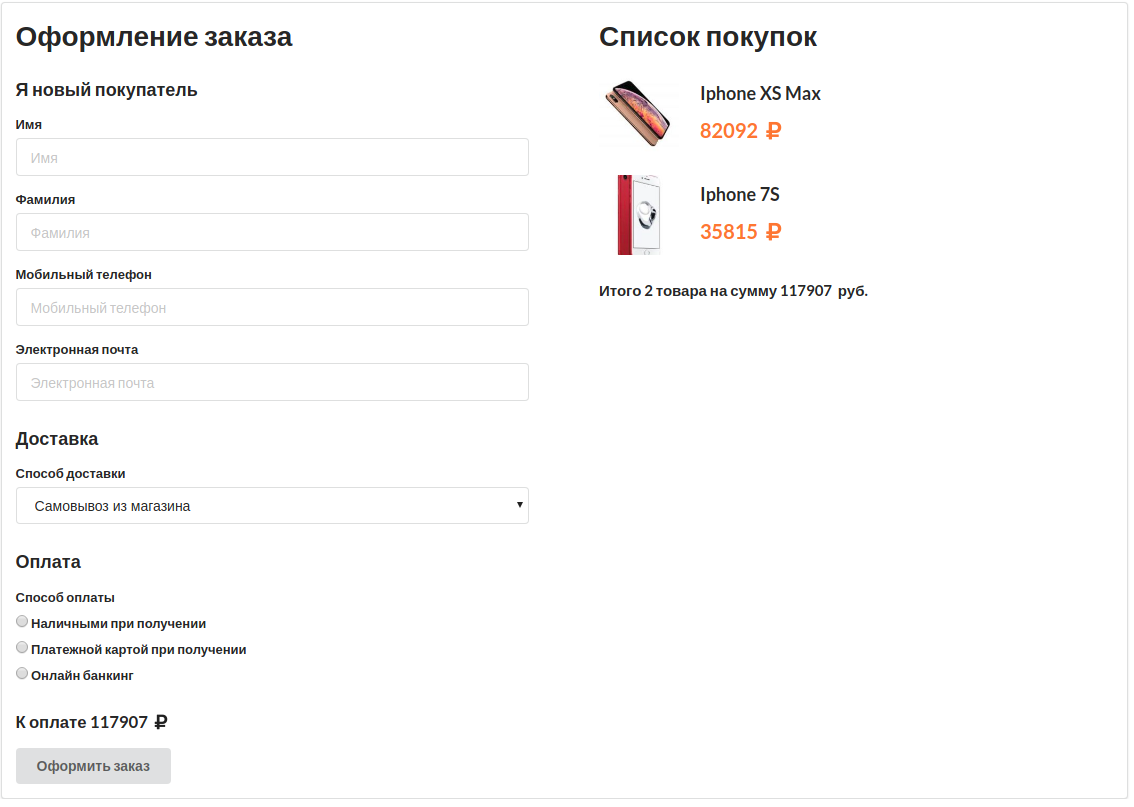 Оформление заказа
Я новый покупатель
Имя
Имя
Фамилия
Фамилия
Мобильный телефон
Мобильный телефон
Электронная почта
Электронная почта
Доставка
Способ доставки
Самовывоз из магазина
Оплата
Способ оплаты
Наличными при получении
Платежной картой при получении
Онлайн банкинг
К оплате 117907 ₽
Оформить заказ
Список покупок
Iphone XS Max
82092 ₽
Iphone 7S
35815 ₽
Итого 2 товара на сумму 117907 руб.